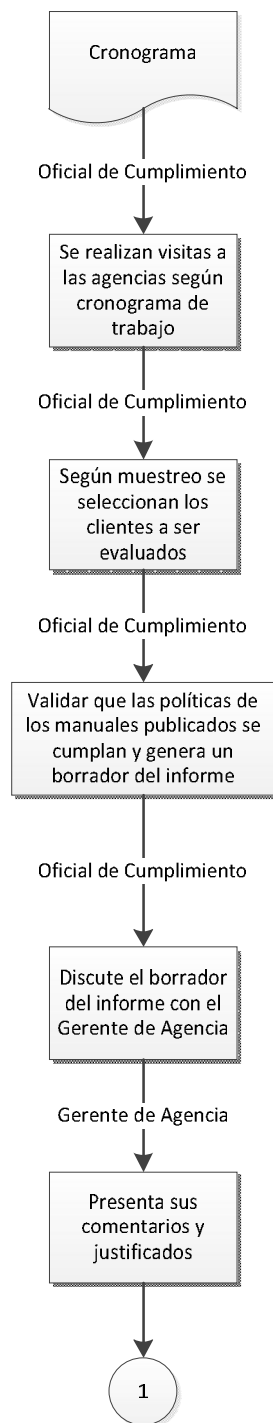 Cronograma
Oficial de Cumplimiento
Se realizan visitas a
las agencias según
cronograma de
trabajo
Oficial de Cumplimiento
Según muestreo se
seleccionan los
clientes a ser
evaluados
Oficial de Cumplimiento
Validar que las políticas de
los manuales publicados se
cumplan y genera un
borrador del informe
Oficial de Cumplimiento
Discute el borrador
del informe con el
Gerente de Agencia
Gerente de Agencia
Presenta sus
comentarios y
justificados
1